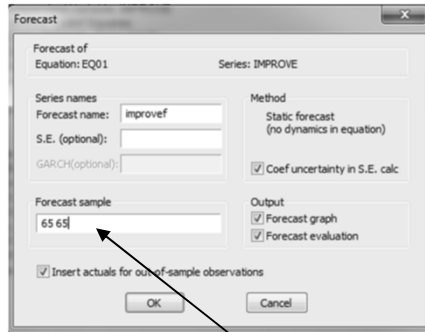 Forecast
Forecast of
Equation: EQ01 Series: IMPROVE
Series names
Forecast name: improvef
S.E. (optional):
GARCH(optional):
Method
Static forecast
(no dynamics in equation)
Coef uncertainty in S.E. calc
Forecast sample
65 65
Output
Forecast graph
Forecast evaluation
Insert actuals for out-of-sample observations
OK Cancel